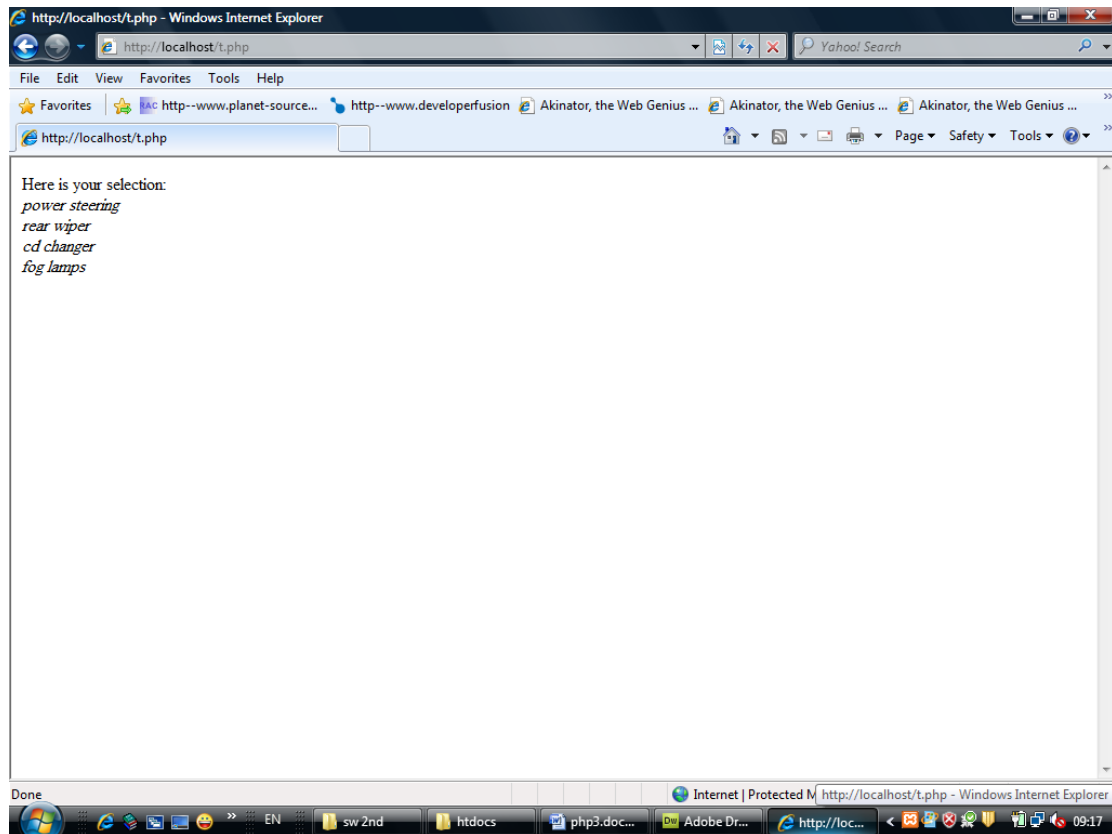 http://localhost/t.php - Windows Internet Explorer
http://localhost/t.php
Yahoo! Search
File Edit View Favorites Tools Help
Favorites
RAC http--www.planet-source... http--www.developerfusion Akinator, the Web Genius ... Akinator, the Web Genius ... Akinator, the Web Genius ... »
http://localhost/t.php
Page Safety Tools »
Here is your selection:
power steering
rear wiper
cd changer
fog lamps
Done
Internet | Protected M
http://localhost/t.php - Windows Internet Explorer
» EN sw 2nd htdocs php3.doc... Dw Adobe Dr... http://loc... < 09:17